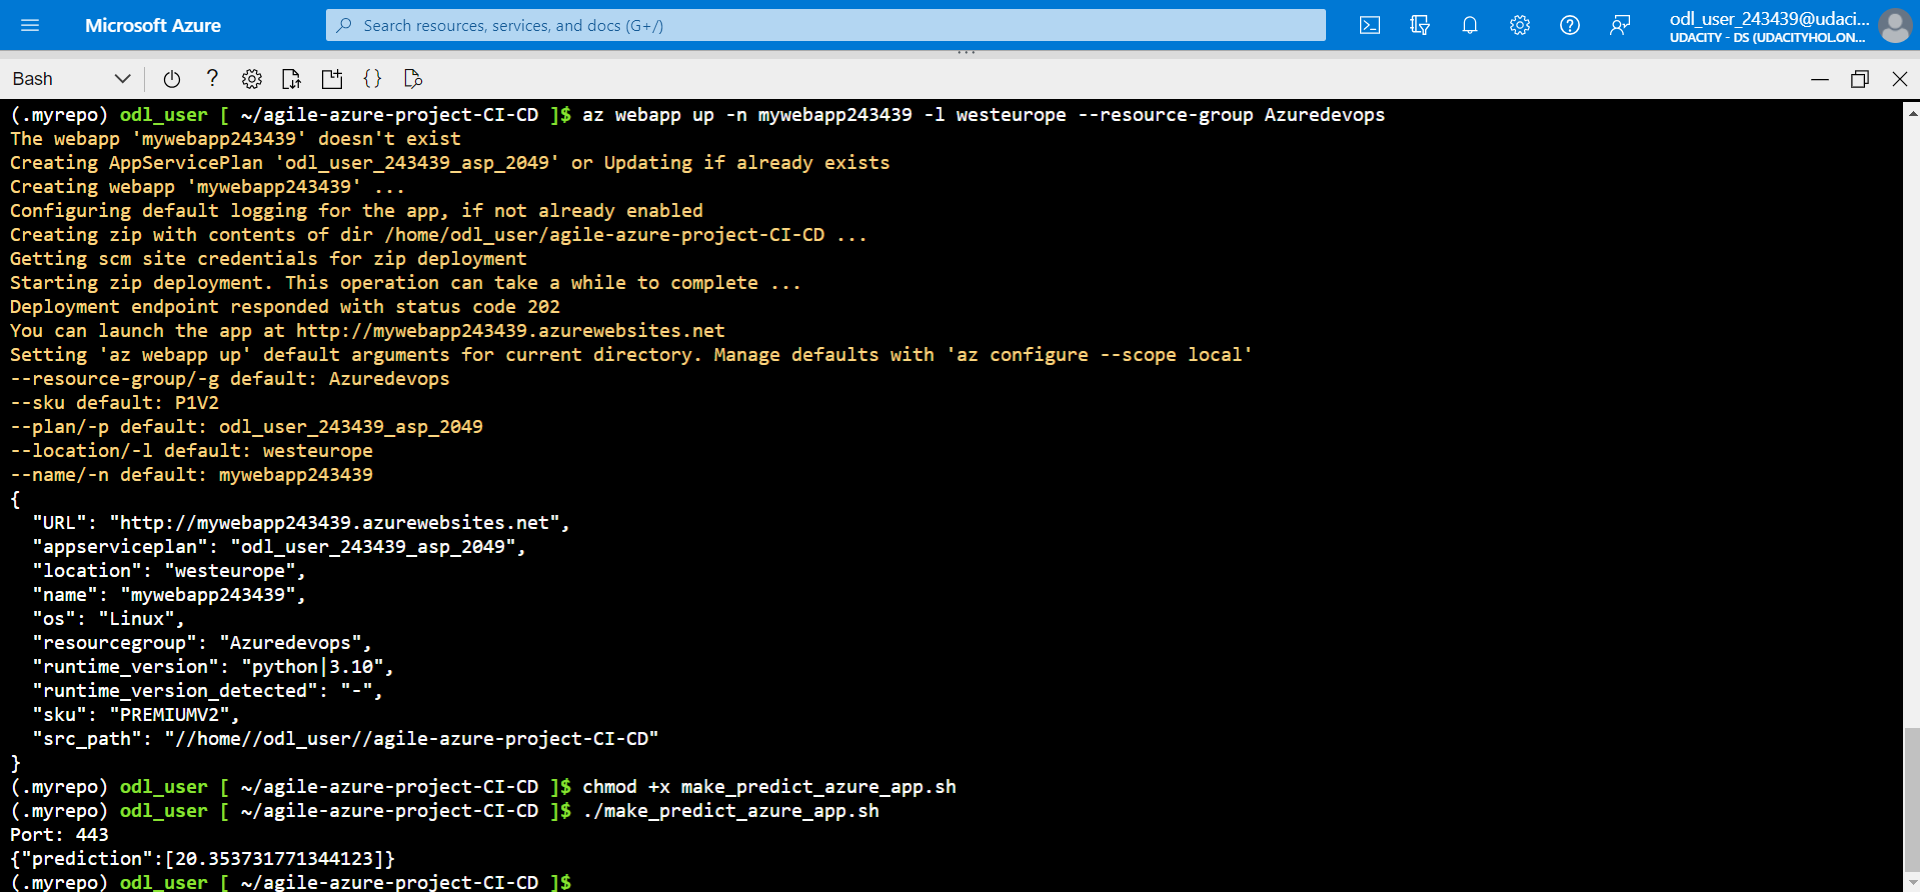 Microsoft Azure
Search resources, services, and docs (G+/)
odl_user_243439@udaci...
UDACITY - DS (UDACITYHOL.ON...
Bash
(.myrepo) odl_user [ ~/agile-azure-project-CI-CD ]$ az webapp up -n mywebapp243439 -l westeurope --resource-group Azuredevops
The webapp 'mywebapp243439' doesn't exist
Creating AppServicePlan 'odl_user_243439_asp_2049' or Updating if already exists
Creating webapp 'mywebapp243439' ...
Configuring default logging for the app, if not already enabled
Creating zip with contents of dir /home/odl_user/agile-azure-project-CI-CD ...
Getting scm site credentials for zip deployment
Starting zip deployment. This operation can take a while to complete ...
Deployment endpoint responded with status code 202
You can launch the app at http://mywebapp243439.azurewebsites.net
Setting 'az webapp up' default arguments for current directory. Manage defaults with 'az configure --scope local'
--resource-group/-g default: Azuredevops
--sku default: P1V2
--plan/-p default: odl_user_243439_asp_2049
--location/-l default: westeurope
--name/-n default: mywebapp243439
{
  "URL": "http://mywebapp243439.azurewebsites.net",
  "appserviceplan": "odl_user_243439_asp_2049",
  "location": "westeurope",
  "name": "mywebapp243439",
  "os": "Linux",
  "resourcegroup": "Azuredevops",
  "runtime_version": "python|3.10",
  "runtime_version_detected": "-",
  "sku": "PREMIUMV2",
  "src_path": "//home//odl_user//agile-azure-project-CI-CD"
}
(.myrepo) odl_user [ ~/agile-azure-project-CI-CD ]$ chmod +x make_predict_azure_app.sh
(.myrepo) odl_user [ ~/agile-azure-project-CI-CD ]$ ./make_predict_azure_app.sh
Port: 443
{"prediction":[20.353731771344123]}
(.myrepo) odl_user [ ~/agile-azure-project-CI-CD ]$